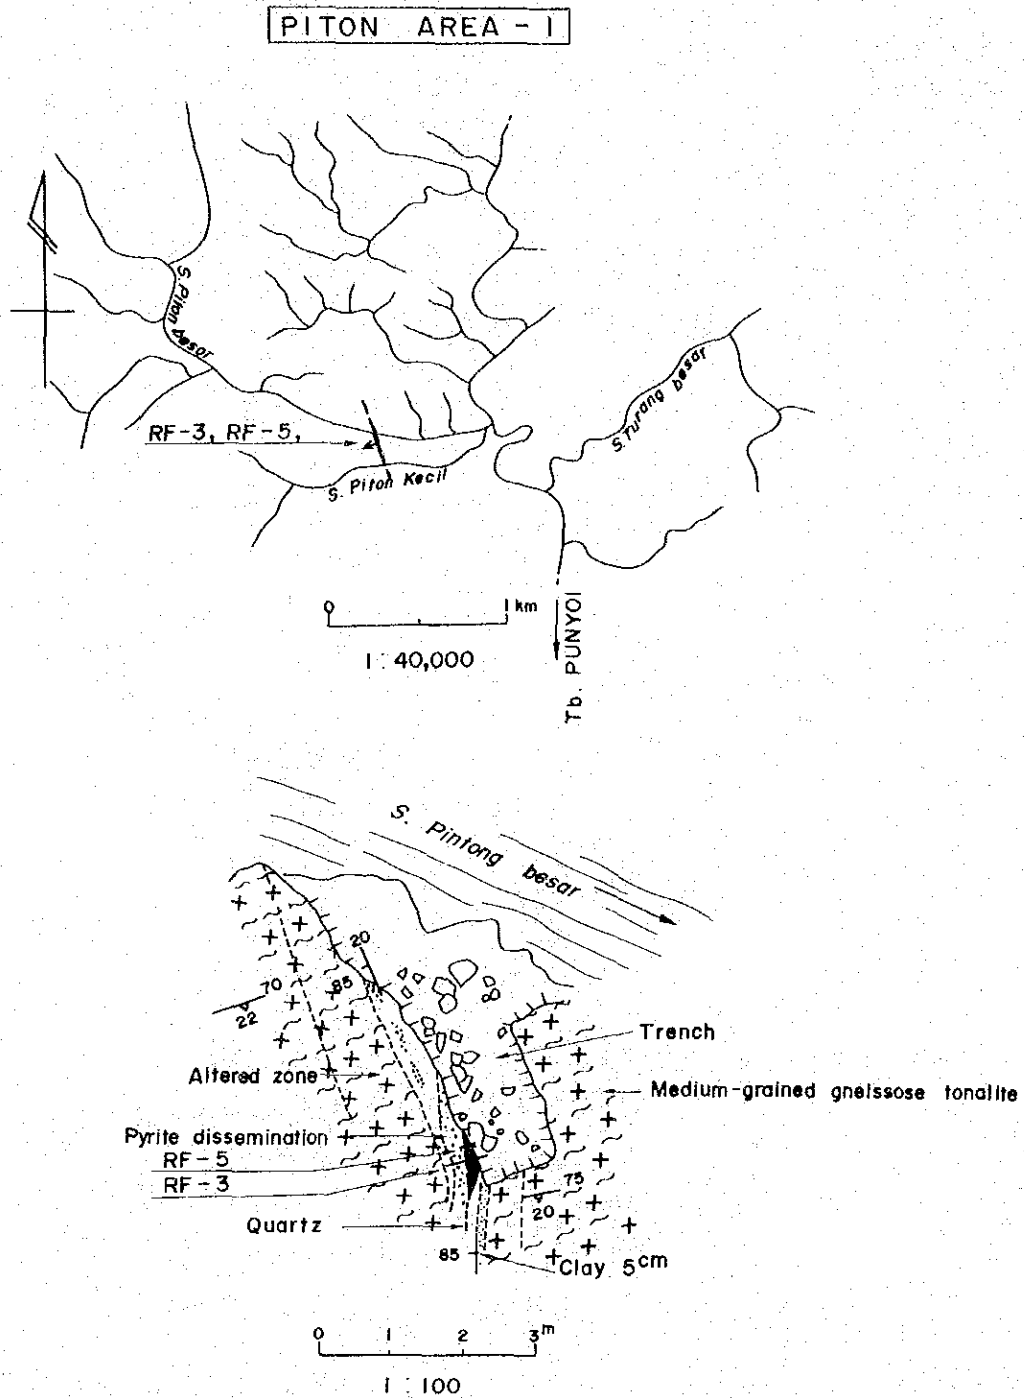 PITON AREA - 1
S. Piton besar
RF-3, RF-5,
S. Piton Kecil
S. Turang besar
0 1 km
1 : 40,000
Tb. PUNYOI
S. Pintong besar
20
85
70
22
Trench
Altered zone
Medium-grained gneissose tonalite
Pyrite dissemination
RF-5
RF-3
75
20
Quartz
85
Clay 5cm
0 1 2 3m
1 : 100